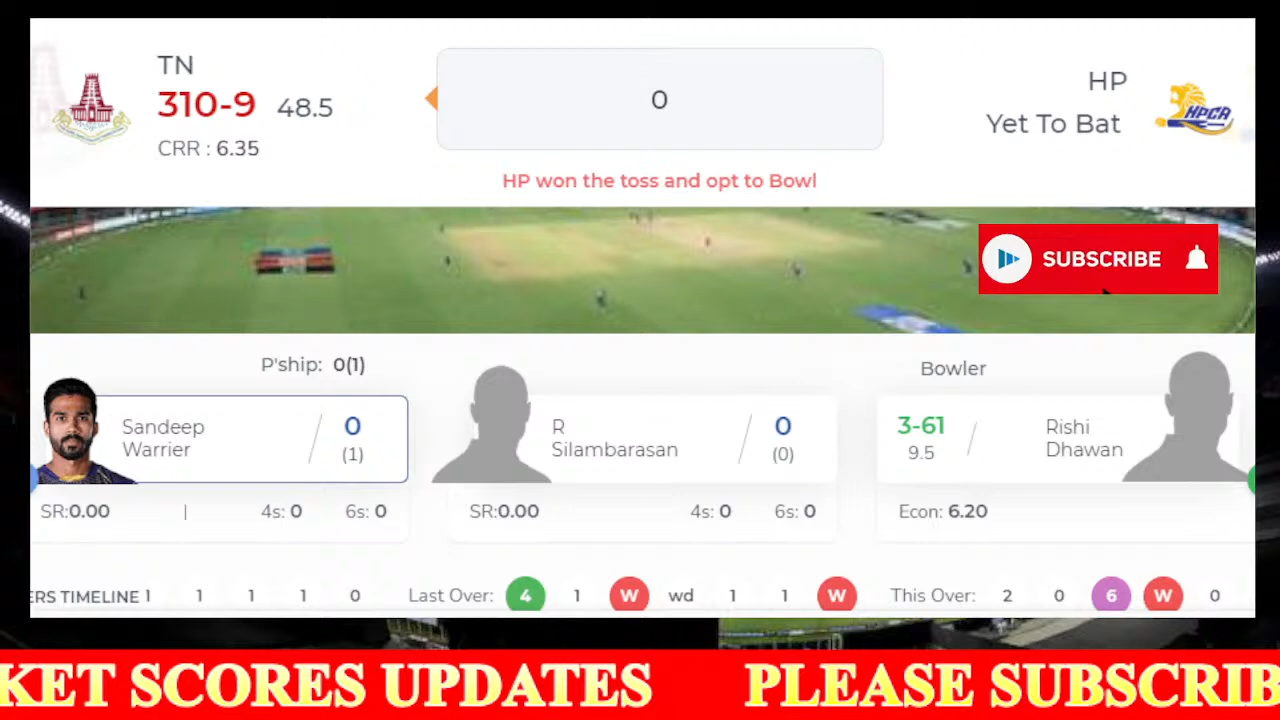 TN
310-9 48.5
CRR : 6.35
0
HP
Yet To Bat
HPCA
HP won the toss and opt to Bowl
SUBSCRIBE
P'ship: 0(1)
Bowler
Sandeep Warrier / 0 (1)
R Silambarasan / 0 (0)
3-61 9.5 / Rishi Dhawan
SR:0.00 | 4s: 0 6s: 0
SR:0.00 4s: 0 6s: 0
Econ: 6.20
ERS TIMELINE 1 1 1 1 0 Last Over: 4 1 W wd 1 1 W This Over: 2 0 6 W 0
KET SCORES UPDATES PLEASE SUBSCRIB